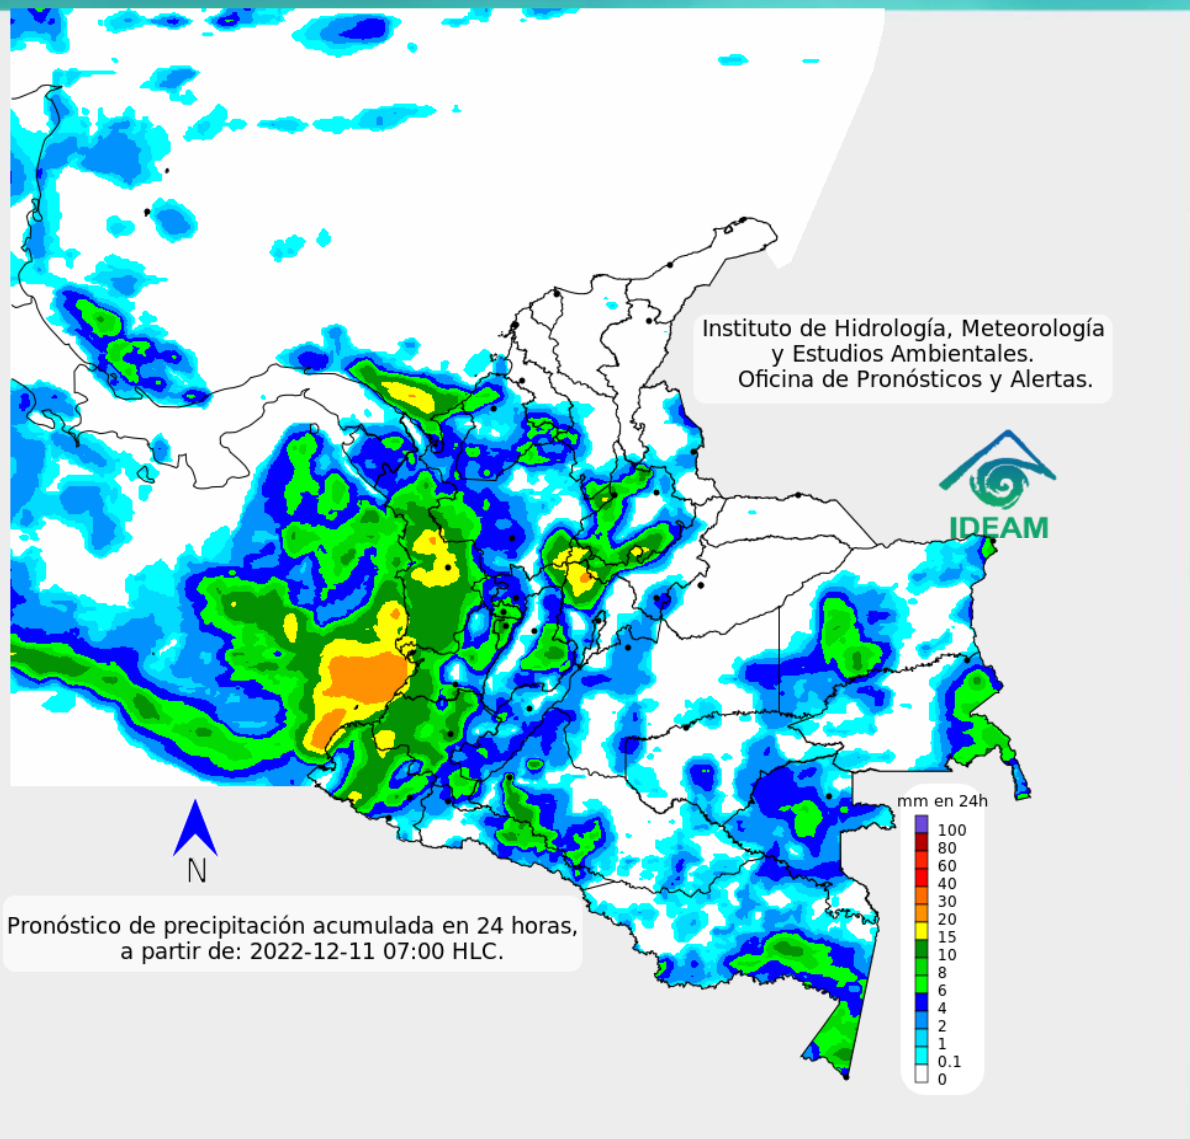 Instituto de Hidrología, Meteorología
y Estudios Ambientales.
Oficina de Pronósticos y Alertas.
IDEAM
mm en 24h
100
80
60
40
30
20
15
10
8
6
4
2
1
0.1
0
N
Pronóstico de precipitación acumulada en 24 horas,
a partir de: 2022-12-11 07:00 HLC.